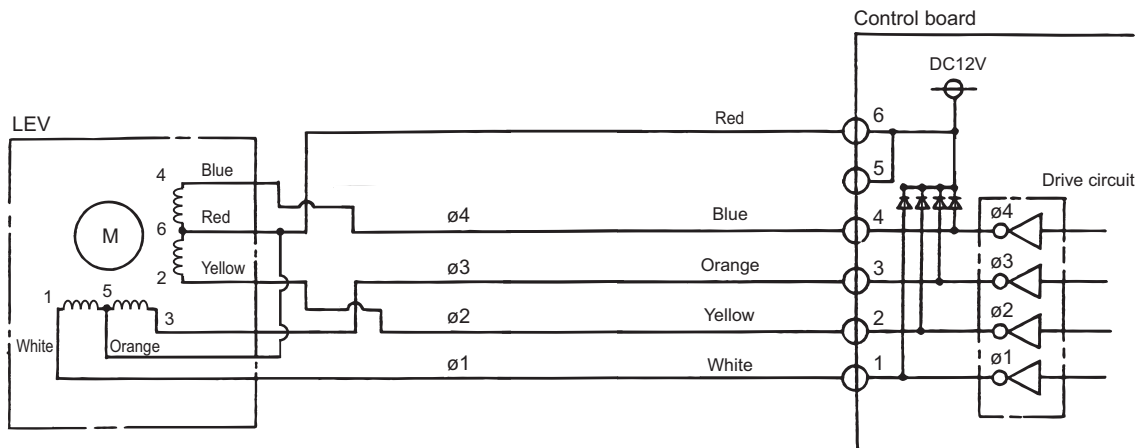 Control board
DC12V
LEV
Red 6
5
Drive circuit
4 Blue
ø4 Blue 4 ø4
6 Red
M
ø3 Orange 3 ø3
2 Yellow
1 5 3
ø2 Yellow 2 ø2
White Orange
ø1 White 1 ø1